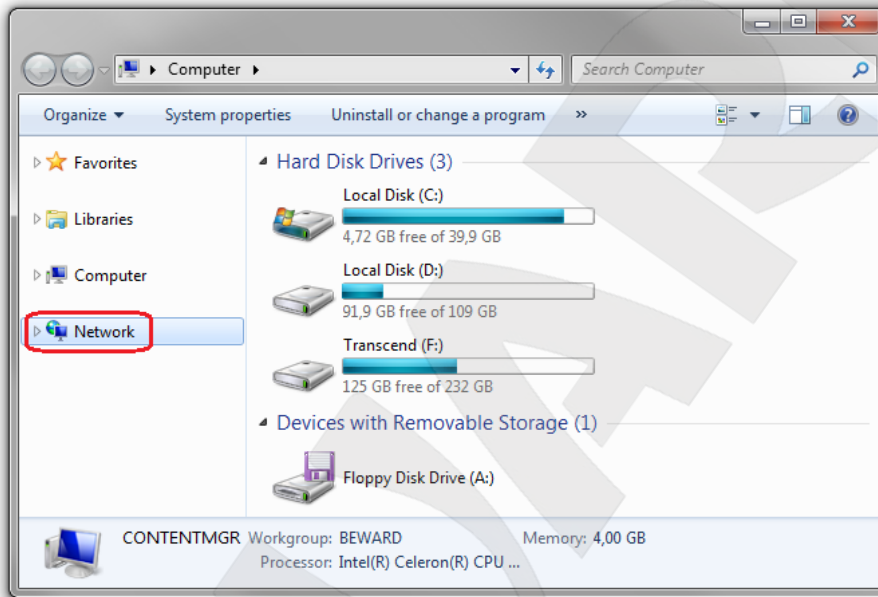 Computer
Search Computer
Organize System properties Uninstall or change a program »
Favorites
Libraries
Computer
Network
Hard Disk Drives (3)
Local Disk (C:)
4,72 GB free of 39,9 GB
Local Disk (D:)
91,9 GB free of 109 GB
Transcend (F:)
125 GB free of 232 GB
Devices with Removable Storage (1)
Floppy Disk Drive (A:)
CONTENTMGR Workgroup: BEWARD Memory: 4,00 GB
Processor: Intel(R) Celeron(R) CPU ...